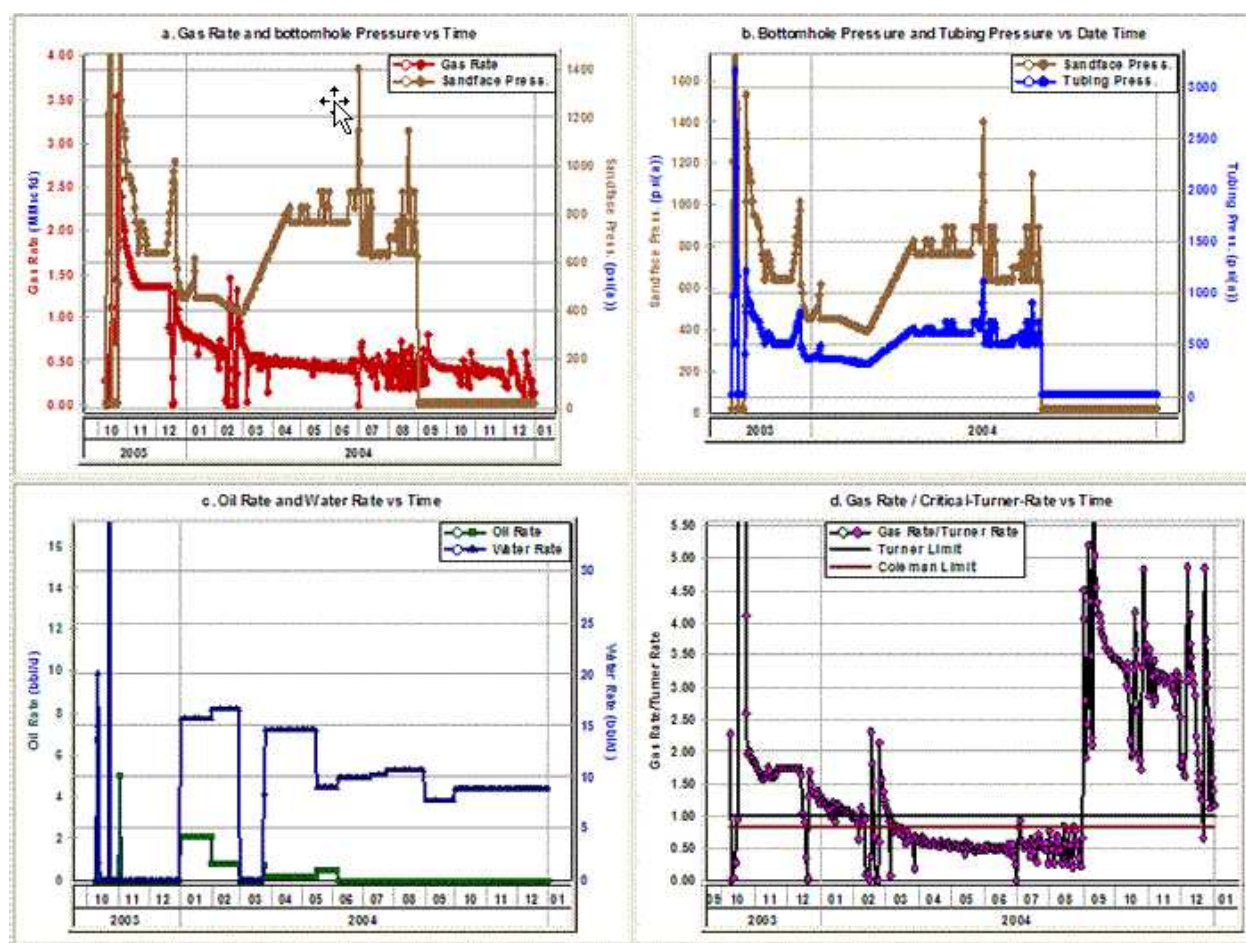 a. Gas Rate and bottomhole Pressure vs Time
4.00
3.50
3.00
2.50
2.00
1.50
1.00
0.50
0.00
Gas Rate (MMscfd)
Gas Rate
Sandface Press.
1400
1200
1000
800
600
400
200
0
Sandface Press. (psi(a))
10 11 12 01 02 03 04 05 06 07 08 09 10 11 12 01
2003 2004
b. Bottomhole Pressure and Tubing Pressure vs Date Time
1600
1400
1200
1000
800
600
400
200
0
Sandface Press. (psi(a))
Sandface Press.
Tubing Press.
3000
2500
2000
1500
1000
500
0
Tubing Press. (psi(a))
2003 2004
c. Oil Rate and Water Rate vs Time
16
14
12
10
8
6
4
2
0
Oil Rate (bbl/d)
Oil Rate
Water Rate
30
25
20
15
10
5
0
Water Rate (bbl/d)
10 11 12 01 02 03 04 05 06 07 08 09 10 11 12 01
2003 2004
d. Gas Rate / Critical-Turner-Rate vs Time
5.50
5.00
4.50
4.00
3.50
3.00
2.50
2.00
1.50
1.00
0.50
0.00
Gas Rate/Turner Rate
Gas Rate/Turner Rate
Turner Limit
Coleman Limit
09 10 11 12 01 02 03 04 05 06 07 08 09 10 11 12 01
2003 2004